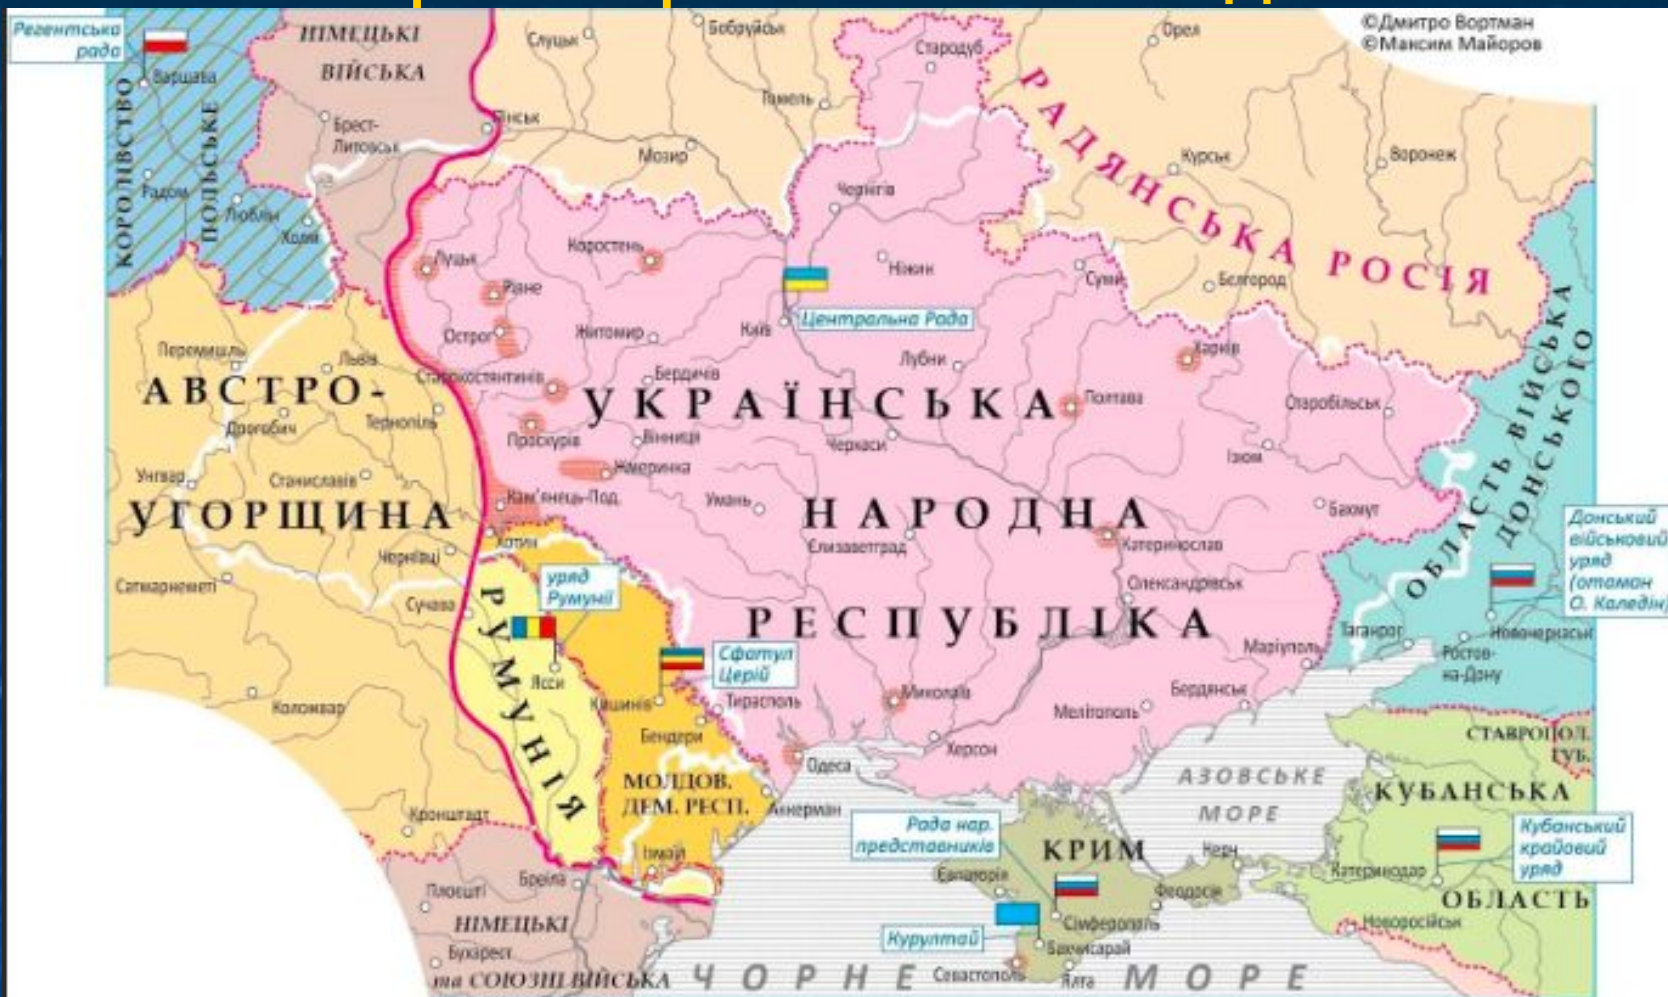 ©Дмитро Вортман
©Максим Майоров
Регентська
рада
НІМЕЦЬКІ
ВІЙСЬКА
Слуцьк
Бобруйськ
Стародуб
Орел
Варшава
КОРОЛІВСТВО
ПОЛЬСЬКЕ
Гомель
Брест-
Литовськ
Пінськ
Мозир
Курськ
Воронеж
РАДЯНСЬКА РОСІЯ
Радом
Люблін
Холм
Чернігів
Луцьк
Коростень
Ніжин
Суми
Бєлгород
Рівне
Острог
Житомир
Київ
Центральна Рада
Лубни
Харків
Перемишль
Львів
Старокостянтинів
Бердичів
АВСТРО-
УГОРЩИНА
УКРАЇНСЬКА
Полтава
Старобільськ
Дрогобич
Тернопіль
Проскурів
Вінниця
Черкаси
Ізюм
ОБЛАСТЬ ВІЙСЬКА
ДОНСЬКОГО
Унгвар
Станиславів
Жмеринка
Кам'янець-Под.
Умань
НАРОДНА
Бахмут
Донський
військовий
уряд
(отаман
О. Каледін)
Хотин
Чернівці
Єлизаветград
Катеринослав
Сатмарнеметі
Сучава
уряд
Румунії
Олександрівськ
РУМУНІЯ
РЕСПУБЛІКА
Таганрог
Новочеркаськ
Ростов-
на-Дону
Маріуполь
Сфатул
Церій
Ясси
Кишинів
Тирасполь
Миколаїв
Бердянськ
Мелітополь
Коложвар
Бендери
Херсон
Одеса
СТАВРОПОЛ.
ГУБ.
МОЛДОВ.
ДЕМ. РЕСП.
АЗОВСЬКЕ
МОРЕ
КУБАНСЬКА
Аккерман
Кронштадт
Рада нар.
представників
КРИМ
Керч
Кубанський
крайовий
уряд
Ізмаїл
Браїла
Плоєшті
Євпаторія
Феодосія
Катеринодар
ОБЛАСТЬ
НІМЕЦЬКІ
та СОЮЗНІ ВІЙСЬКА
Сімферополь
Новоросійськ
Курултай
Бахчисарай
Бухарест
Севастополь
Ялта
ЧОРНЕ МОРЕ